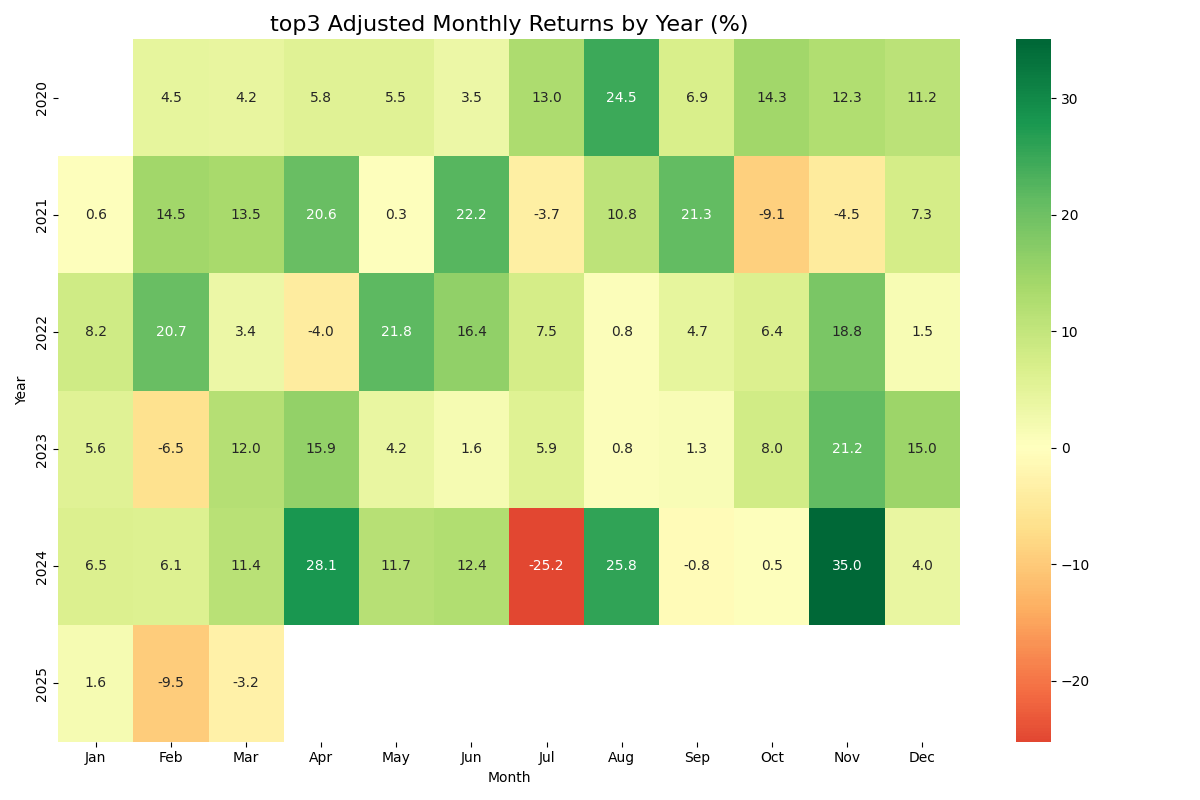 top3 Adjusted Monthly Returns by Year (%)
2020 4.5 4.2 5.8 5.5 3.5 13.0 24.5 6.9 14.3 12.3 11.2
2021 0.6 14.5 13.5 20.6 0.3 22.2 -3.7 10.8 21.3 -9.1 -4.5 7.3
2022 8.2 20.7 3.4 -4.0 21.8 16.4 7.5 0.8 4.7 6.4 18.8 1.5
Year
2023 5.6 -6.5 12.0 15.9 4.2 1.6 5.9 0.8 1.3 8.0 21.2 15.0
2024 6.5 6.1 11.4 28.1 11.7 12.4 -25.2 25.8 -0.8 0.5 35.0 4.0
2025 1.6 -9.5 -3.2
Jan Feb Mar Apr May Jun Jul Aug Sep Oct Nov Dec
Month
30
20
10
0
−10
−20